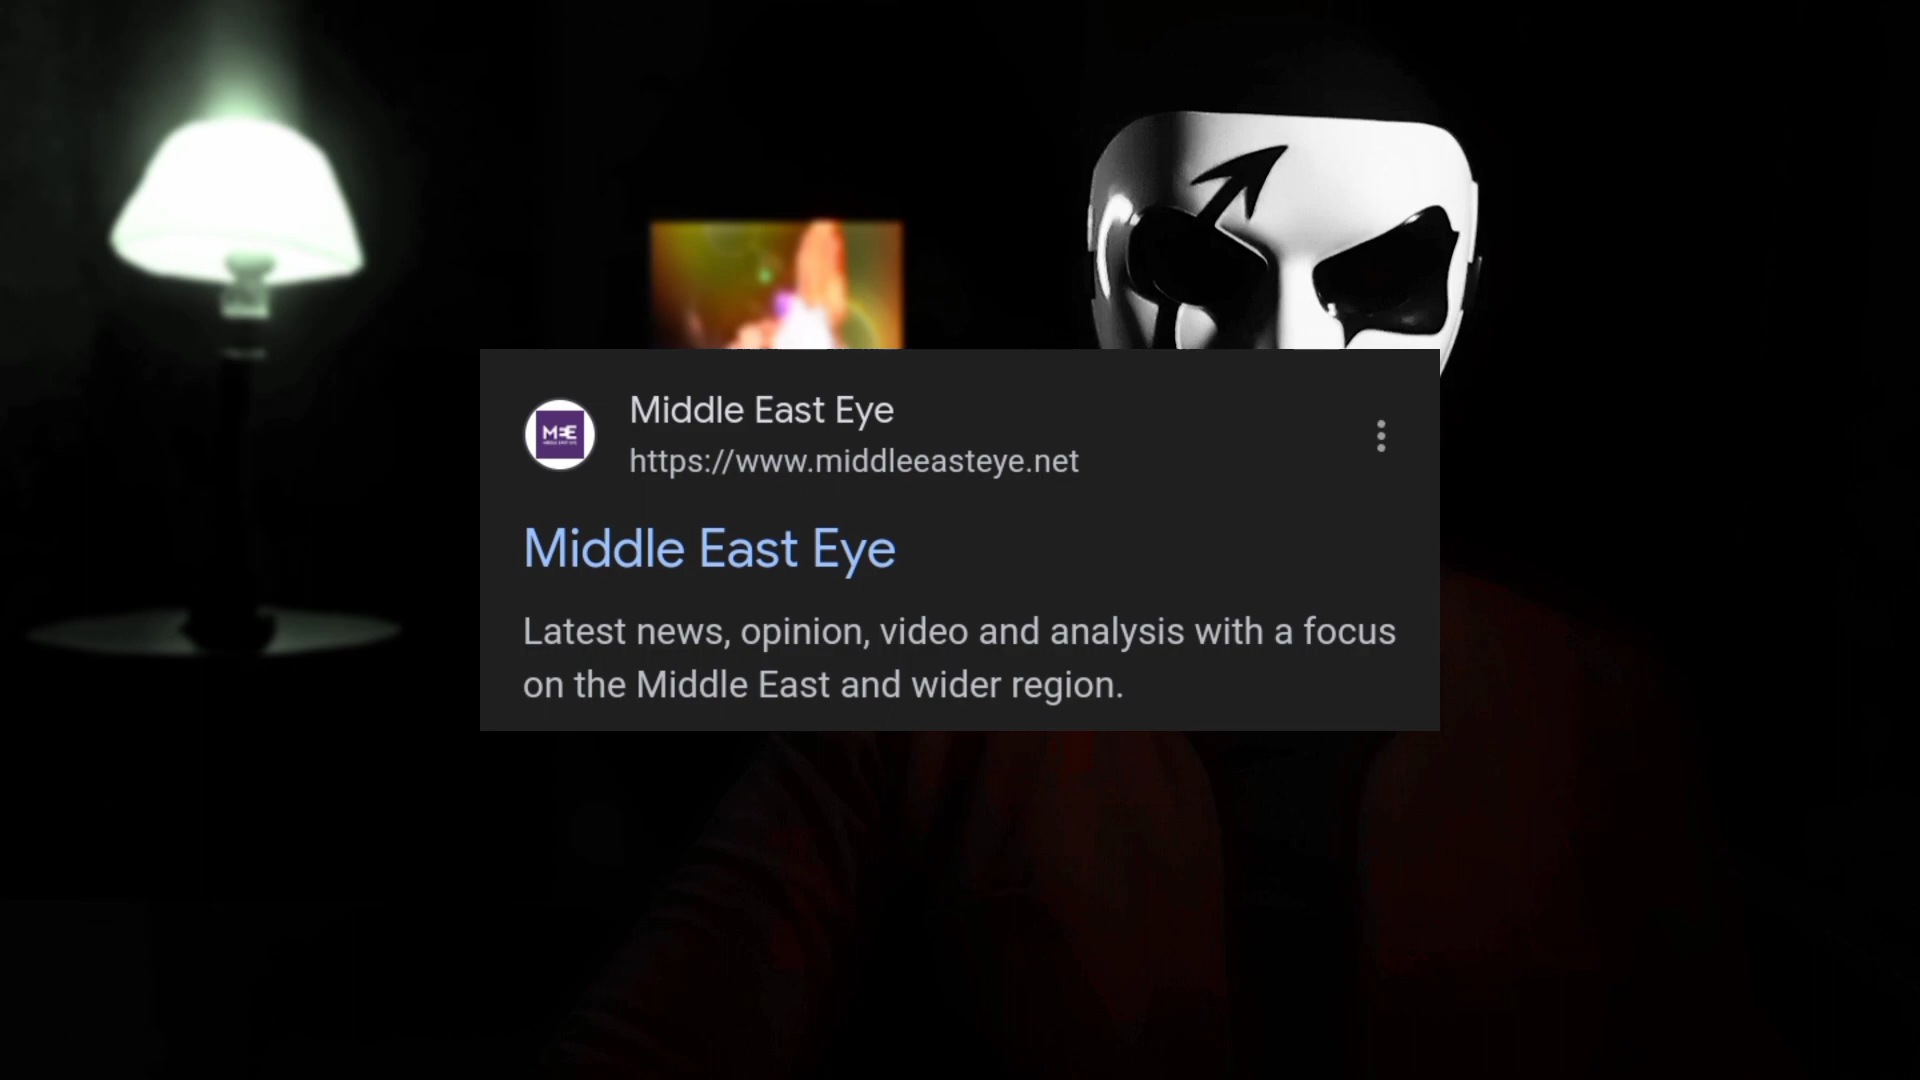 Middle East Eye
https://www.middleeasteye.net
Middle East Eye
Latest news, opinion, video and analysis with a focus
on the Middle East and wider region.